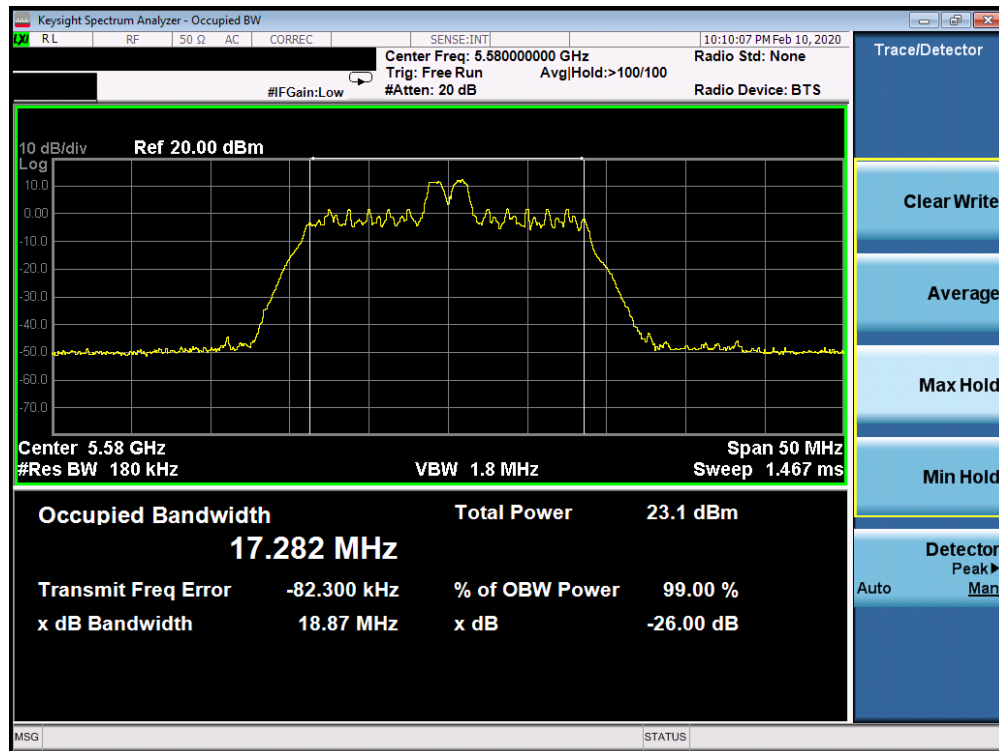 Keysight Spectrum Analyzer - Occupied BW
LXI RL RF 50 Ω AC CORREC SENSE:INT 10:10:07 PM Feb 10, 2020
Center Freq: 5.580000000 GHz Radio Std: None
Trig: Free Run Avg|Hold:>100/100
#IFGain:Low #Atten: 20 dB Radio Device: BTS
10 dB/div Ref 20.00 dBm
Log
10.0
0.00
-10.0
-20.0
-30.0
-40.0
-50.0
-60.0
-70.0
Center 5.58 GHz Span 50 MHz
#Res BW 180 kHz VBW 1.8 MHz Sweep 1.467 ms
Occupied Bandwidth Total Power 23.1 dBm
17.282 MHz
Transmit Freq Error -82.300 kHz % of OBW Power 99.00 %
x dB Bandwidth 18.87 MHz x dB -26.00 dB
Trace/Detector
Clear Write
Average
Max Hold
Min Hold
Detector
Peak▶
Auto Man
MSG STATUS